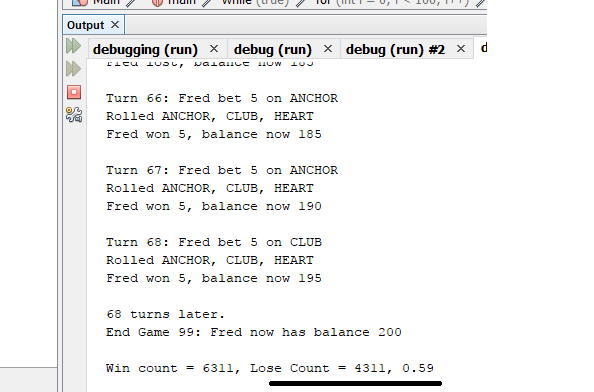 Main
main
while (true)
for (int i = 0; i < 100; i++)
Output ×
debugging (run) ×
debug (run) ×
debug (run) #2 ×
d
Fred lost, balance now 185
Turn 66: Fred bet 5 on ANCHOR
Rolled ANCHOR, CLUB, HEART
Fred won 5, balance now 185
Turn 67: Fred bet 5 on ANCHOR
Rolled ANCHOR, CLUB, HEART
Fred won 5, balance now 190
Turn 68: Fred bet 5 on CLUB
Rolled ANCHOR, CLUB, HEART
Fred won 5, balance now 195
68 turns later.
End Game 99: Fred now has balance 200
Win count = 6311, Lose Count = 4311, 0.59